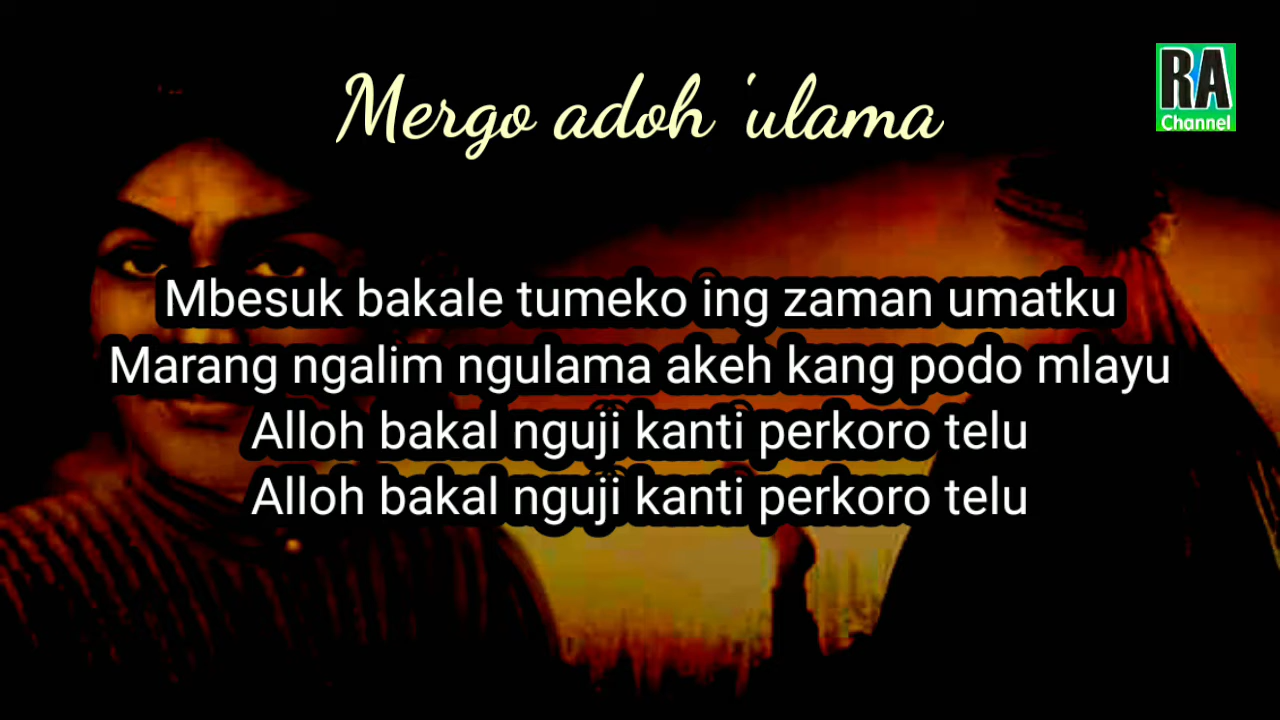 Mergo adoh 'ulama
RA
Channel
Mbesuk bakale tumeko ing zaman umatku
Marang ngalim ngulama akeh kang podo mlayu
Alloh bakal nguji kanti perkoro telu
Alloh bakal nguji kanti perkoro telu